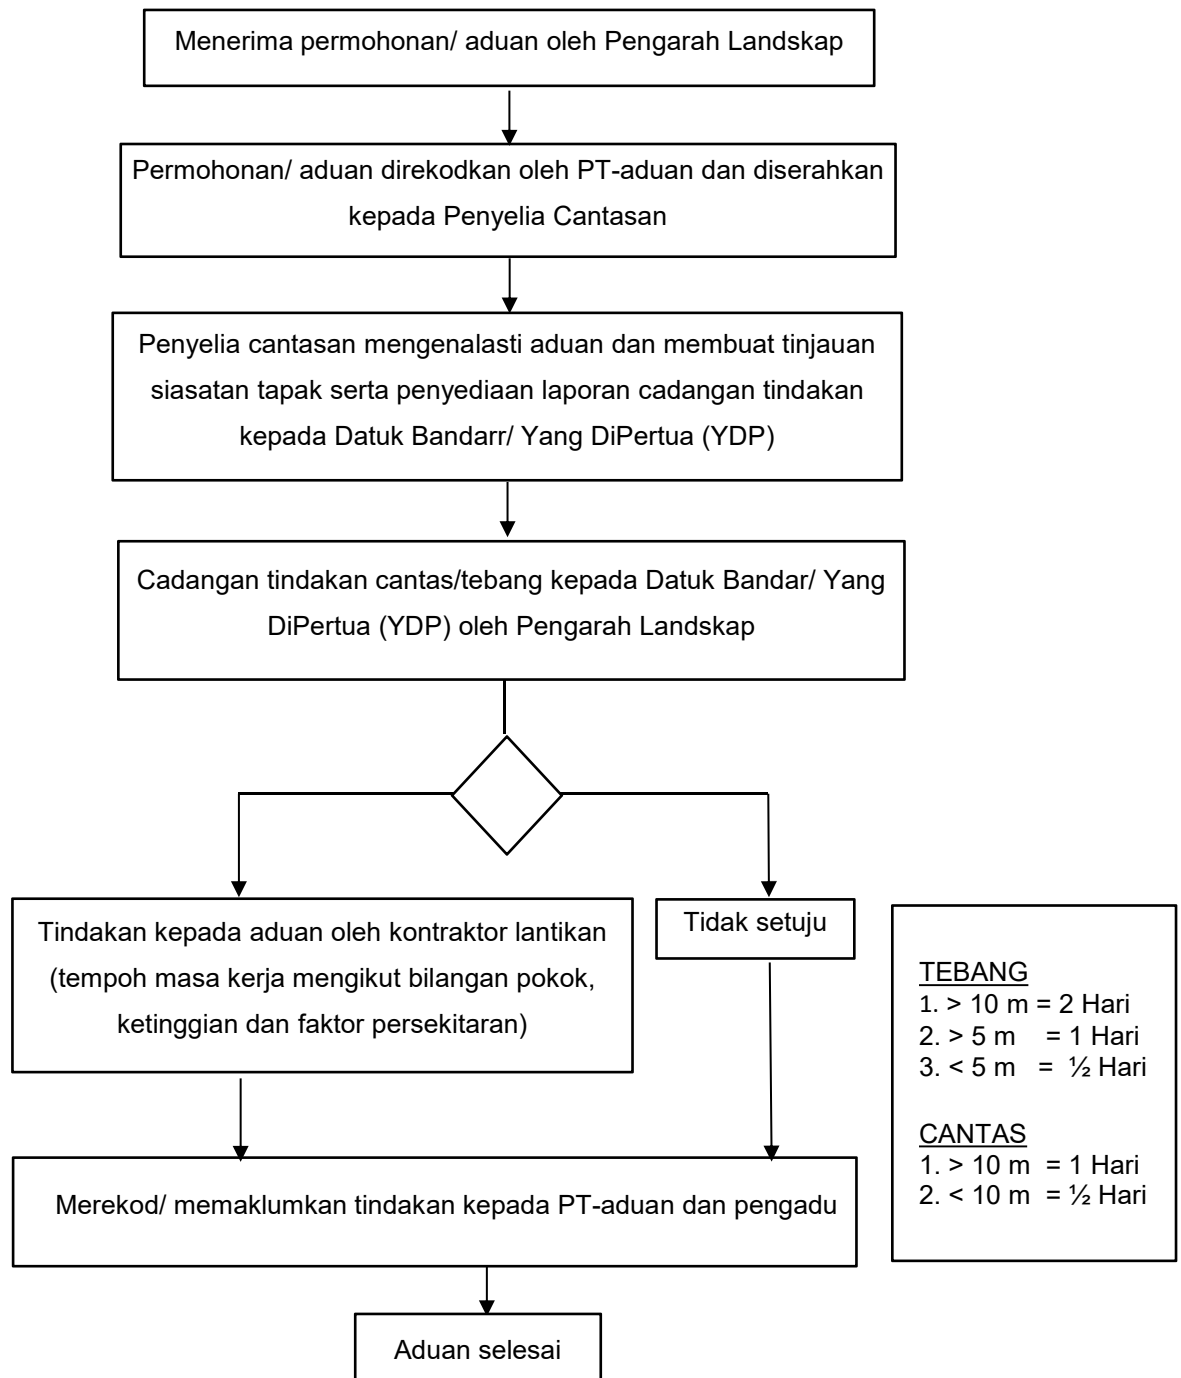 Menerima permohonan/ aduan oleh Pengarah Landskap
Permohonan/ aduan direkodkan oleh PT-aduan dan diserahkan
kepada Penyelia Cantasan
Penyelia cantasan mengenalasti aduan dan membuat tinjauan
siasatan tapak serta penyediaan laporan cadangan tindakan
kepada Datuk Bandarr/ Yang DiPertua (YDP)
Cadangan tindakan cantas/tebang kepada Datuk Bandar/ Yang
DiPertua (YDP) oleh Pengarah Landskap
Tindakan kepada aduan oleh kontraktor lantikan
(tempoh masa kerja mengikut bilangan pokok,
ketinggian dan faktor persekitaran)
Tidak setuju
TEBANG
1. > 10 m = 2 Hari
2. > 5 m = 1 Hari
3. < 5 m = ½ Hari
CANTAS
1. > 10 m = 1 Hari
2. < 10 m = ½ Hari
Merekod/ memaklumkan tindakan kepada PT-aduan dan pengadu
Aduan selesai